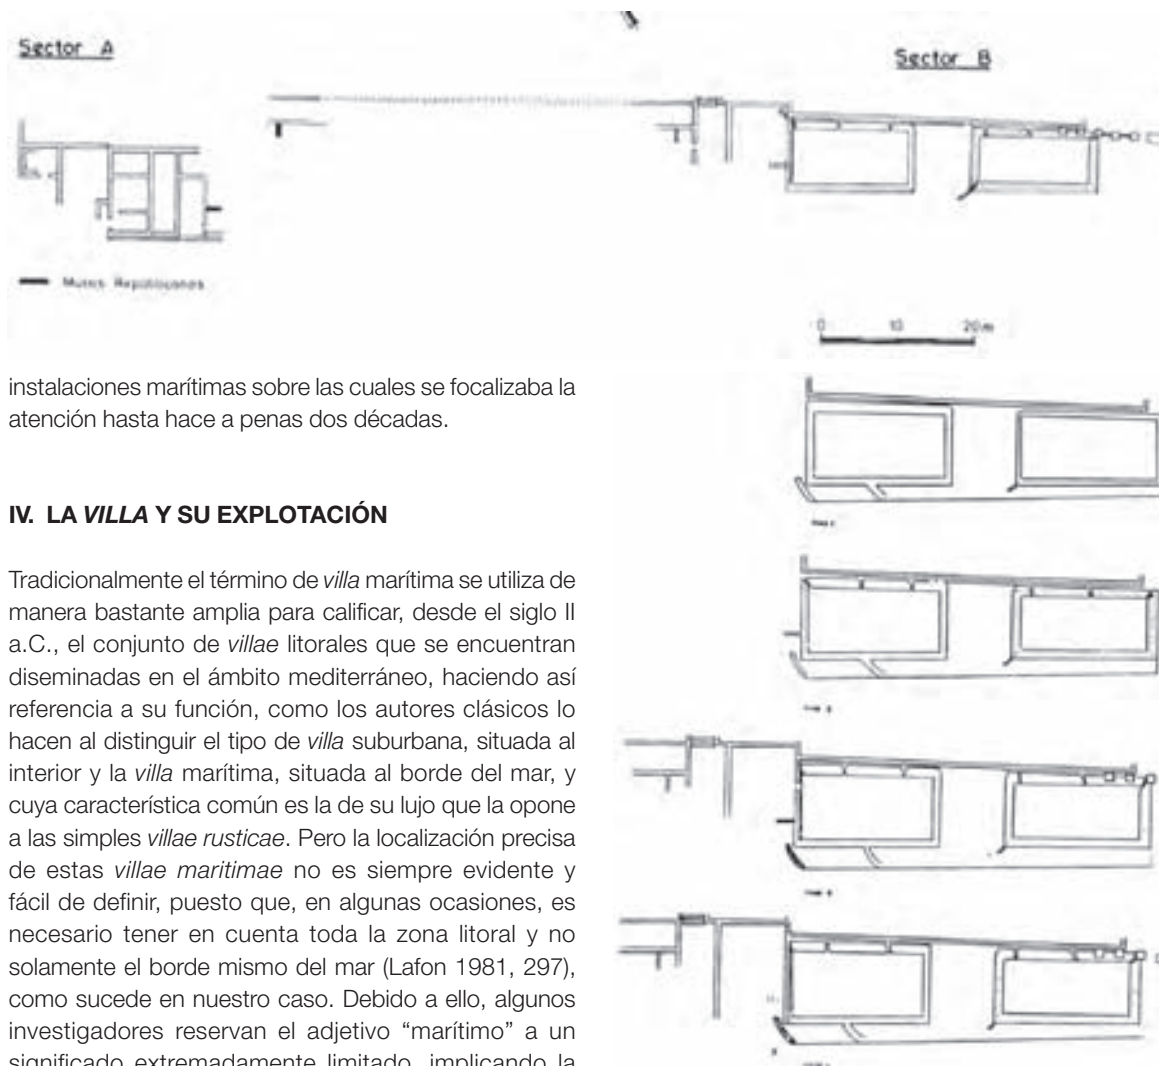 Sector A
Sector B
Muros Republicanos
0 10 20 m
instalaciones marítimas sobre las cuales se focalizaba la
atención hasta hace a penas dos décadas.
IV. LA VILLA Y SU EXPLOTACIÓN
Tradicionalmente el término de villa marítima se utiliza de
manera bastante amplia para calificar, desde el siglo II
a.C., el conjunto de villae litorales que se encuentran
diseminadas en el ámbito mediterráneo, haciendo así
referencia a su función, como los autores clásicos lo
hacen al distinguir el tipo de villa suburbana, situada al
interior y la villa marítima, situada al borde del mar, y
cuya característica común es la de su lujo que la opone
a las simples villae rusticae. Pero la localización precisa
de estas villae maritimae no es siempre evidente y
fácil de definir, puesto que, en algunas ocasiones, es
necesario tener en cuenta toda la zona litoral y no
solamente el borde mismo del mar (Lafon 1981, 297),
como sucede en nuestro caso. Debido a ello, algunos
investigadores reservan el adjetivo “marítimo” a un
significado extremadamente limitado, implicando la